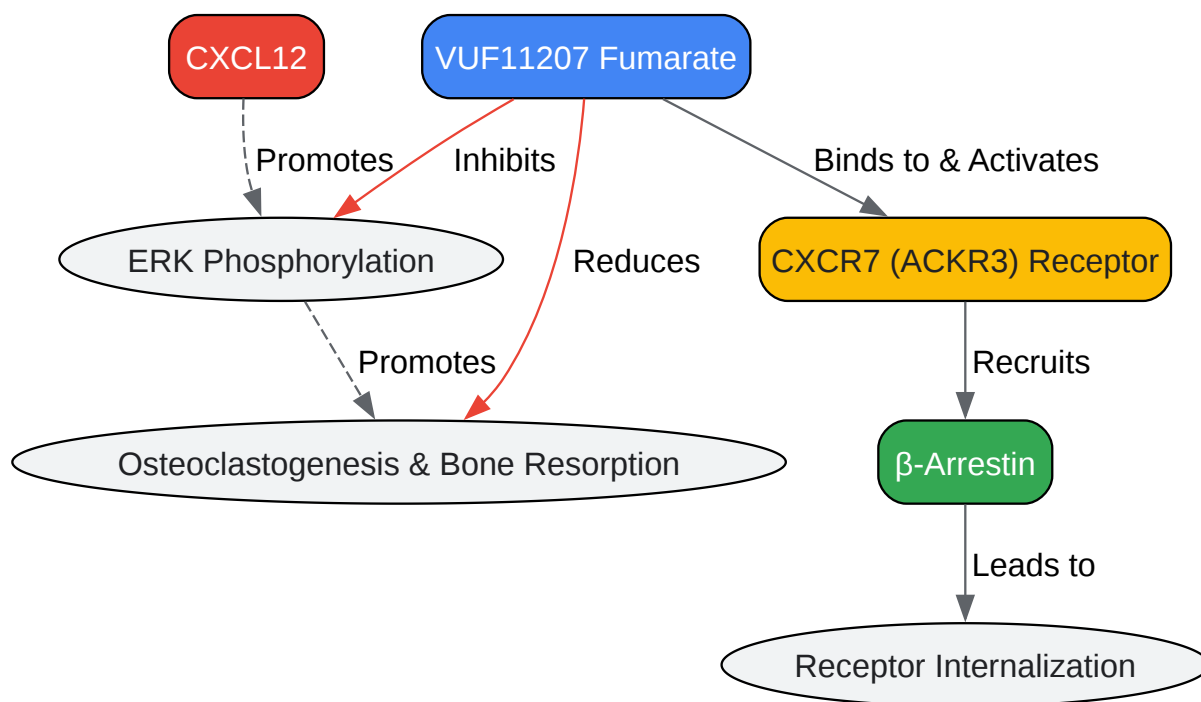 CXCL12
VUF11207 Fumarate
Promotes
Inhibits
Binds to & Activates
ERK Phosphorylation
Reduces
CXCR7 (ACKR3) Receptor
Promotes
Recruits
Osteoclastogenesis & Bone Resorption
β-Arrestin
Leads to
Receptor Internalization